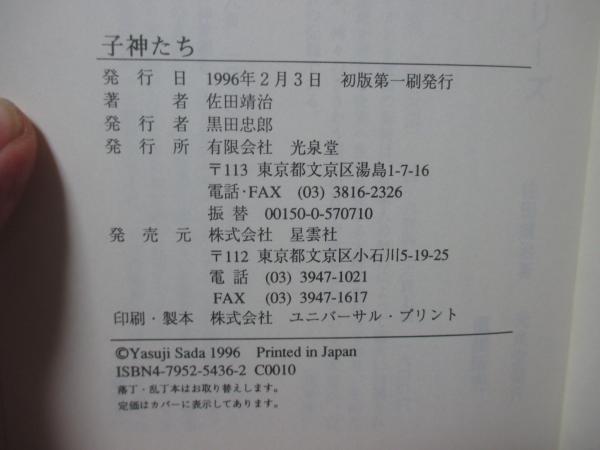 子神たち
発行日 1996年2月3日 初版第一刷発行
著者 佐田靖治
発行者 黒田忠郎
発行所 有限会社 光泉堂
〒113 東京都文京区湯島1-7-16
電話・FAX (03) 3816-2326
振替 00150-0-570710
発売元 株式会社 星雲社
〒112 東京都文京区小石川5-19-25
電話 (03) 3947-1021
FAX (03) 3947-1617
印刷・製本 株式会社 ユニバーサル・プリント
©Yasuji Sada 1996 Printed in Japan
ISBN4-7952-5436-2 C0010
落丁・乱丁本はお取り替えします。
定価はカバーに表示してあります。